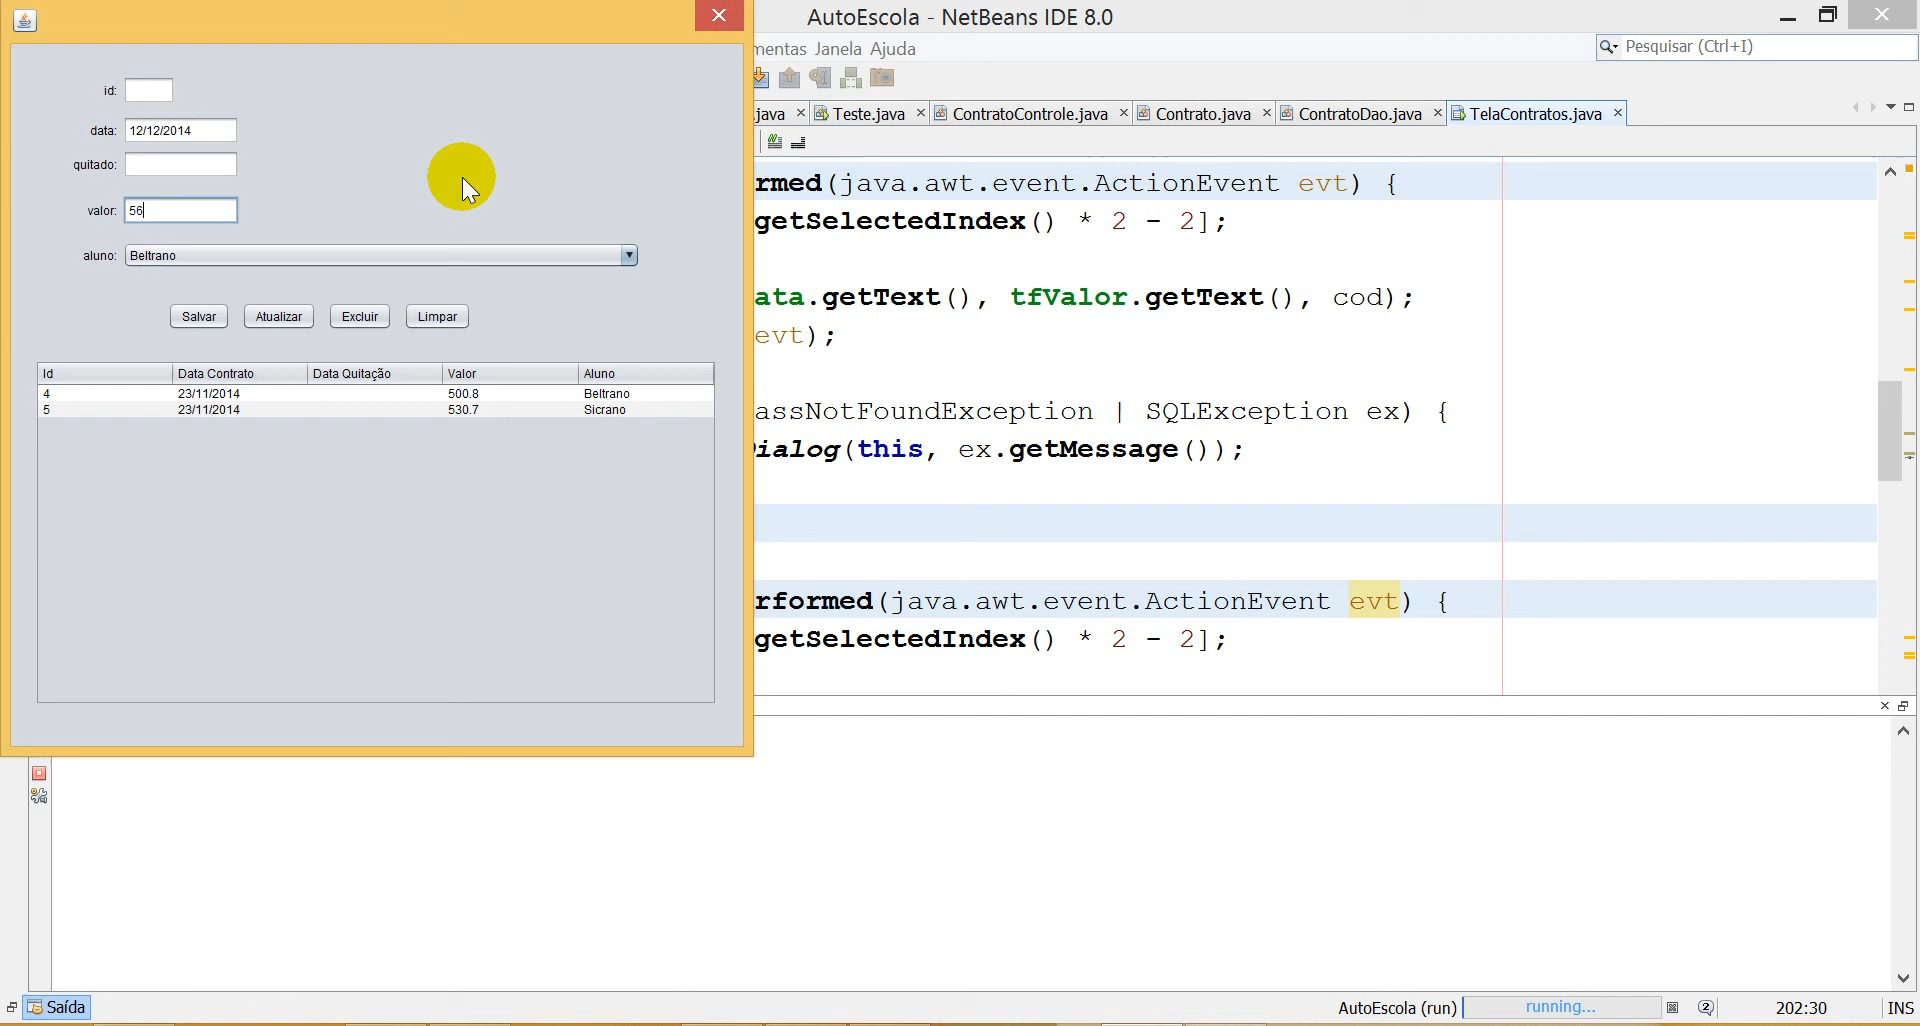 AutoEscola - NetBeans IDE 8.0
mentas Janela Ajuda
Pesquisar (Ctrl+I)
.java Teste.java ContratoControle.java Contrato.java ContratoDao.java TelaContratos.java
id:
data: 12/12/2014
quitado:
valor: 56
aluno: Beltrano
Salvar Atualizar Excluir Limpar
Id Data Contrato Data Quitação Valor Aluno
4 23/11/2014 500.8 Beltrano
5 23/11/2014 530.7 Sicrano
rmed(java.awt.event.ActionEvent evt) {
getSelectedIndex() * 2 - 2];
ata.getText(), tfValor.getText(), cod);
evt);
assNotFoundException | SQLException ex) {
ialog(this, ex.getMessage());
rformed(java.awt.event.ActionEvent evt) {
getSelectedIndex() * 2 - 2];
Saída
AutoEscola (run) running... 2 202:30 INS